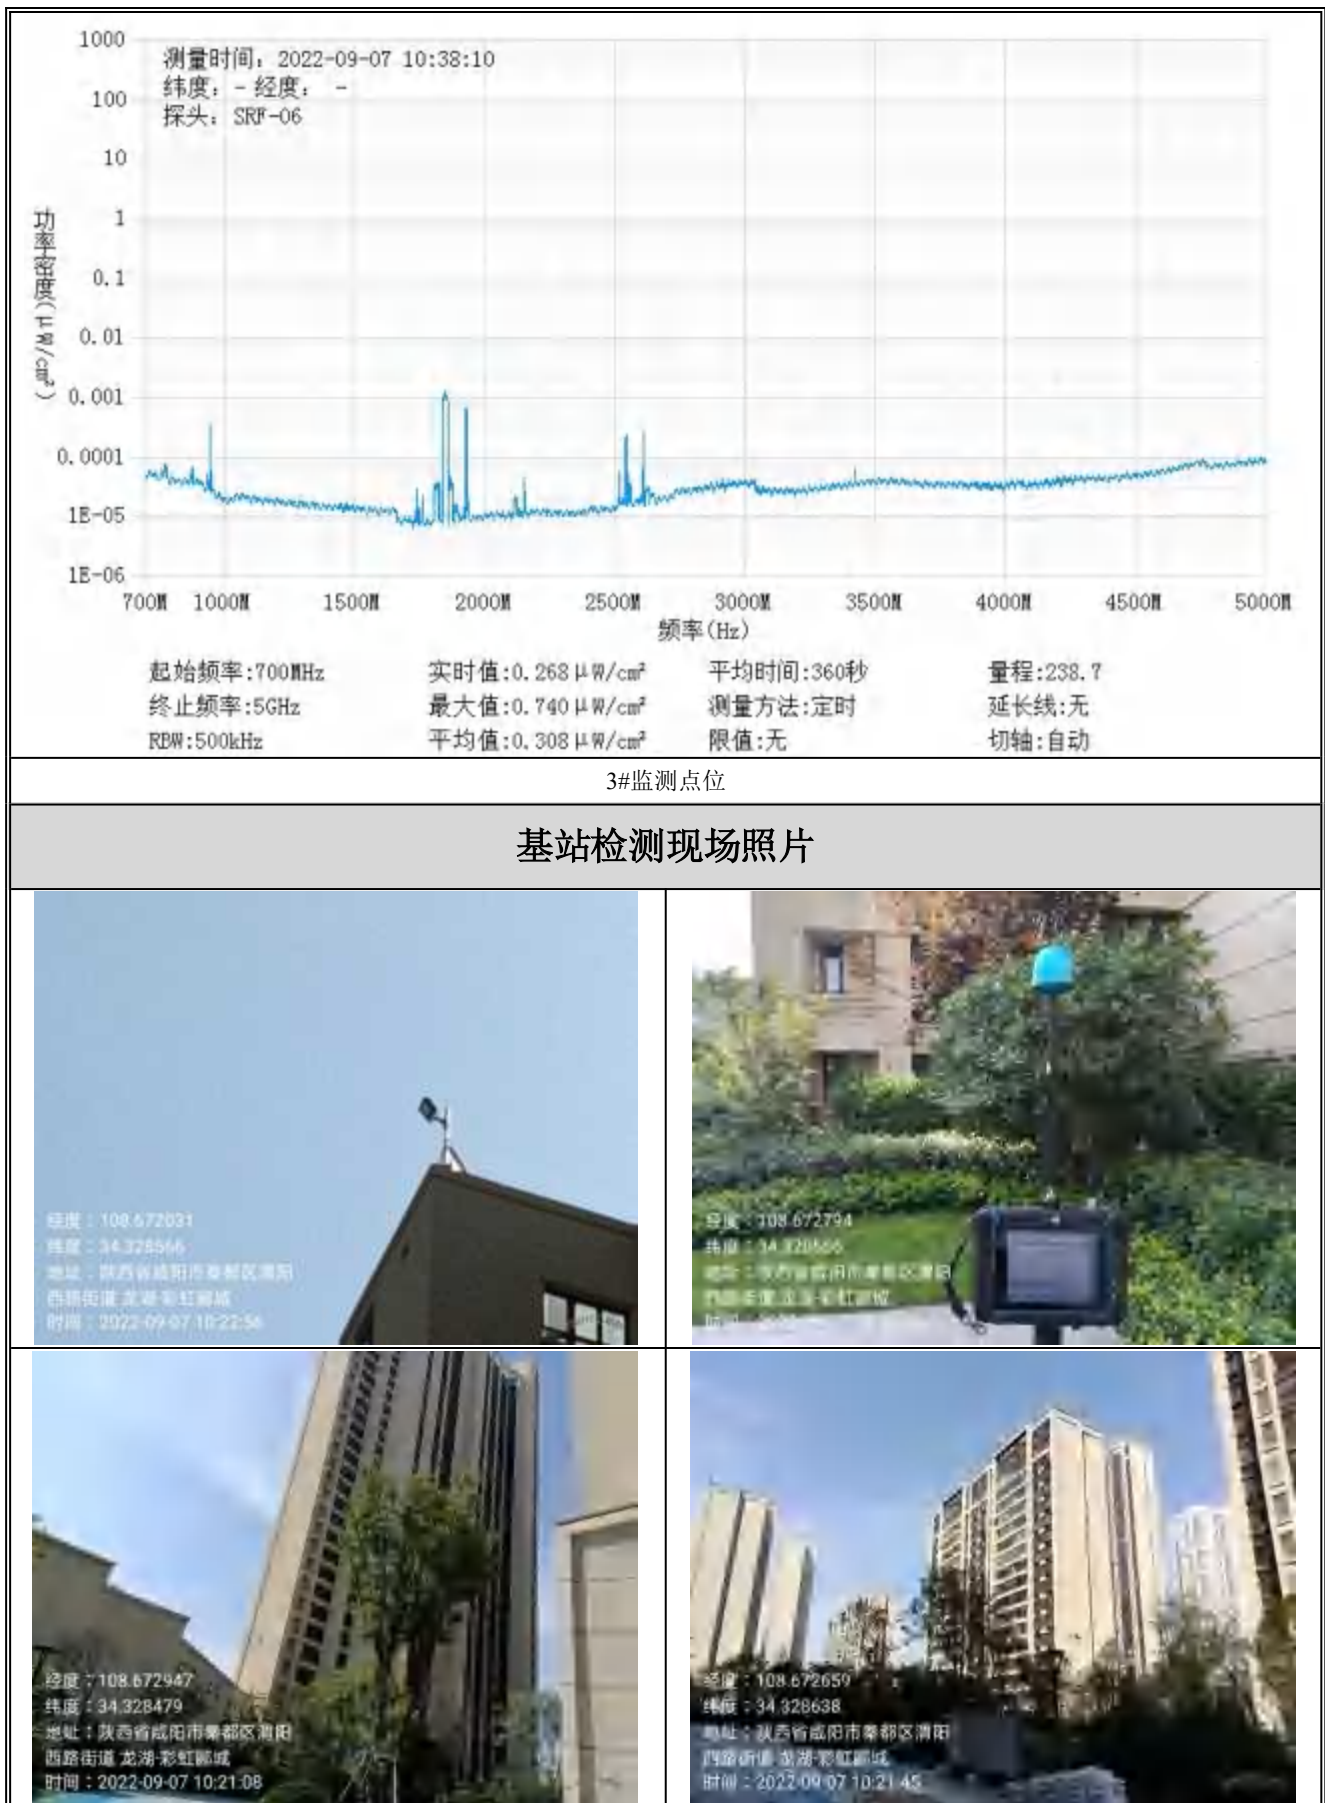 1000
100
10
1
0.1
0.01
0.001
0.0001
1E-05
1E-06
功率密度(μW/cm²)
测量时间：2022-09-07 10:38:10
纬度：- 经度： -
探头：SRF-06
700M 1000M 1500M 2000M 2500M 3000M 3500M 4000M 4500M 5000M
频率(Hz)
起始频率:700MHz 实时值:0.268μW/cm² 平均时间:360秒 量程:238.7
终止频率:5GHz 最大值:0.740μW/cm² 测量方法:定时 延长线:无
RBW:500kHz 平均值:0.308μW/cm² 限值:无 切轴:自动
3#监测点位
基站检测现场照片
经度：108.672031
纬度：34.328566
地址：陕西省咸阳市秦都区渭阳
西路街道 龙湖·彩虹郦城
时间：2022-09-07 10:22:56
经度：108.672794
纬度：34.328566
地址：陕西省咸阳市秦都区渭阳
西路街道 龙湖·彩虹郦城
时间：
经度：108.672947
纬度：34.328479
地址：陕西省咸阳市秦都区渭阳
西路街道 龙湖·彩虹郦城
时间：2022-09-07 10:21:08
经度：108.672659
纬度：34.328638
地址：陕西省咸阳市秦都区渭阳
西路街道 龙湖·彩虹郦城
时间：2022-09-07 10:21:45